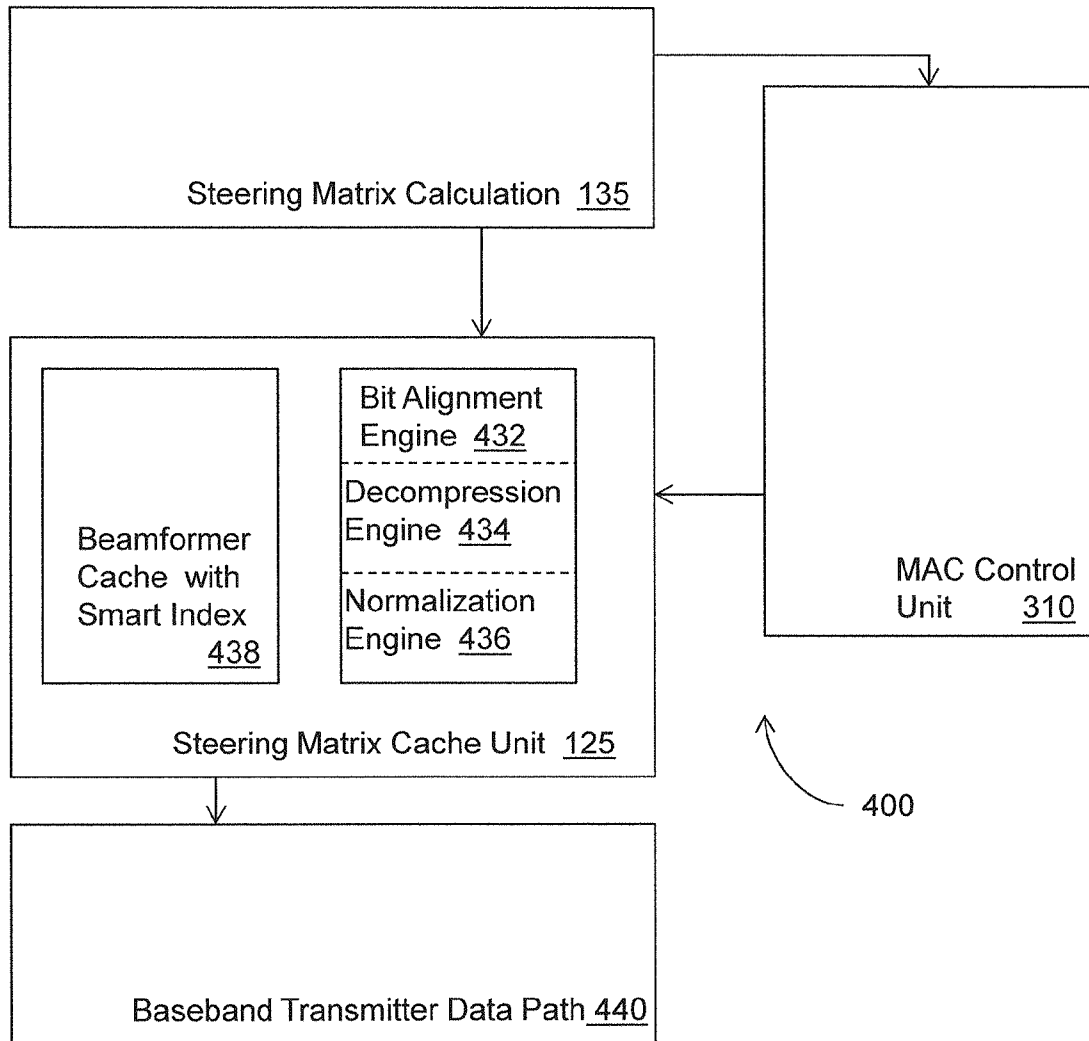 Steering Matrix Calculation 135
Bit Alignment
Engine 432
Decompression
Engine 434
Normalization
Engine 436
Beamformer
Cache with
Smart Index
438
MAC Control
Unit 310
Steering Matrix Cache Unit 125
400
Baseband Transmitter Data Path 440